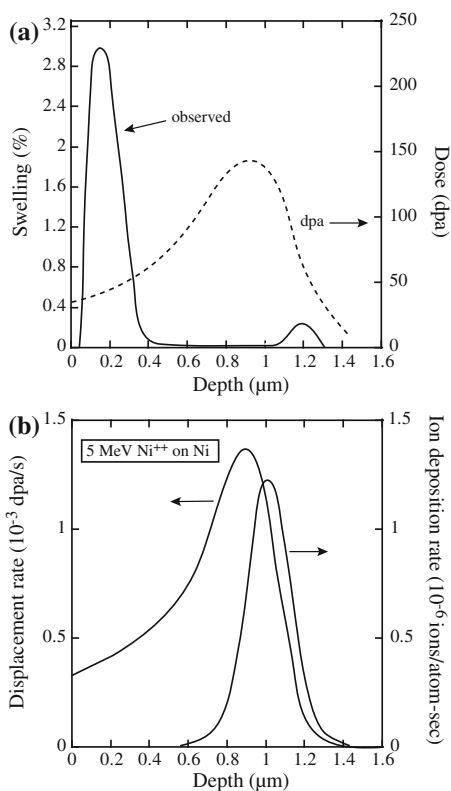 (a)
3.2
2.8
2.4
2.0
1.6
1.2
0.8
0.4
0
Swelling (%)
250
200
150
100
50
0
Dose (dpa)
observed
dpa
0 0.2 0.4 0.6 0.8 1.0 1.2 1.4 1.6
Depth (μm)
(b)
1.5
1
0.5
0
Displacement rate (10⁻³ dpa/s)
5 MeV Ni⁺⁺ on Ni
1.5
1
0.5
0
Ion deposition rate (10⁻⁶ ions/atom-sec)
0 0.2 0.4 0.6 0.8 1.0 1.2 1.4 1.6
Depth (μm)